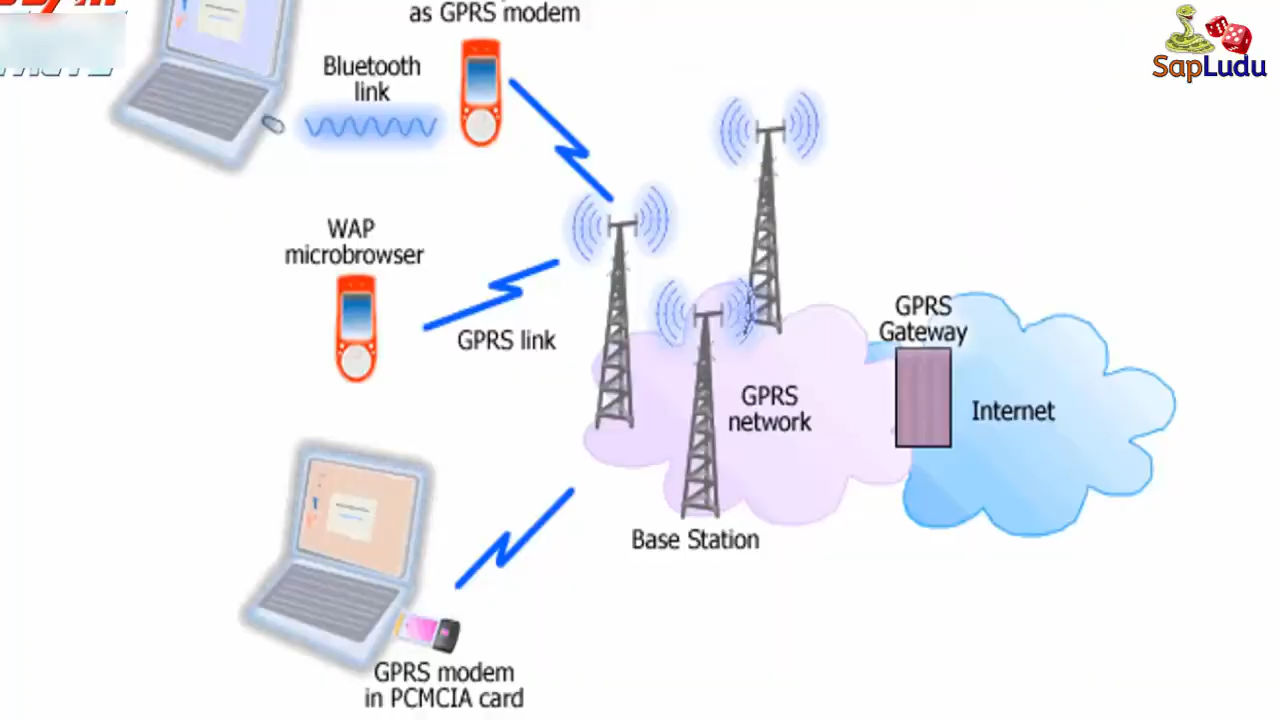 as GPRS modem
Bluetooth
link
SapLudu
WAP
microbrowser
GPRS link
GPRS
Gateway
GPRS
network
Internet
Base Station
GPRS modem
in PCMCIA card